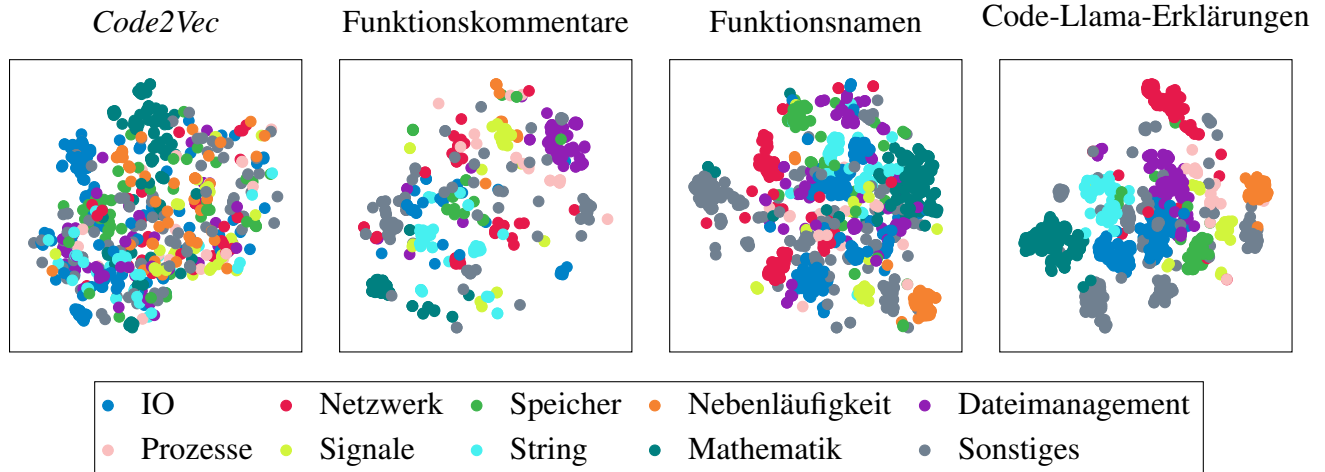 Code2Vec Funktionskommentare Funktionsnamen Code-Llama-Erklärungen
IO Netzwerk Speicher Nebenläufigkeit Dateimanagement
Prozesse Signale String Mathematik Sonstiges